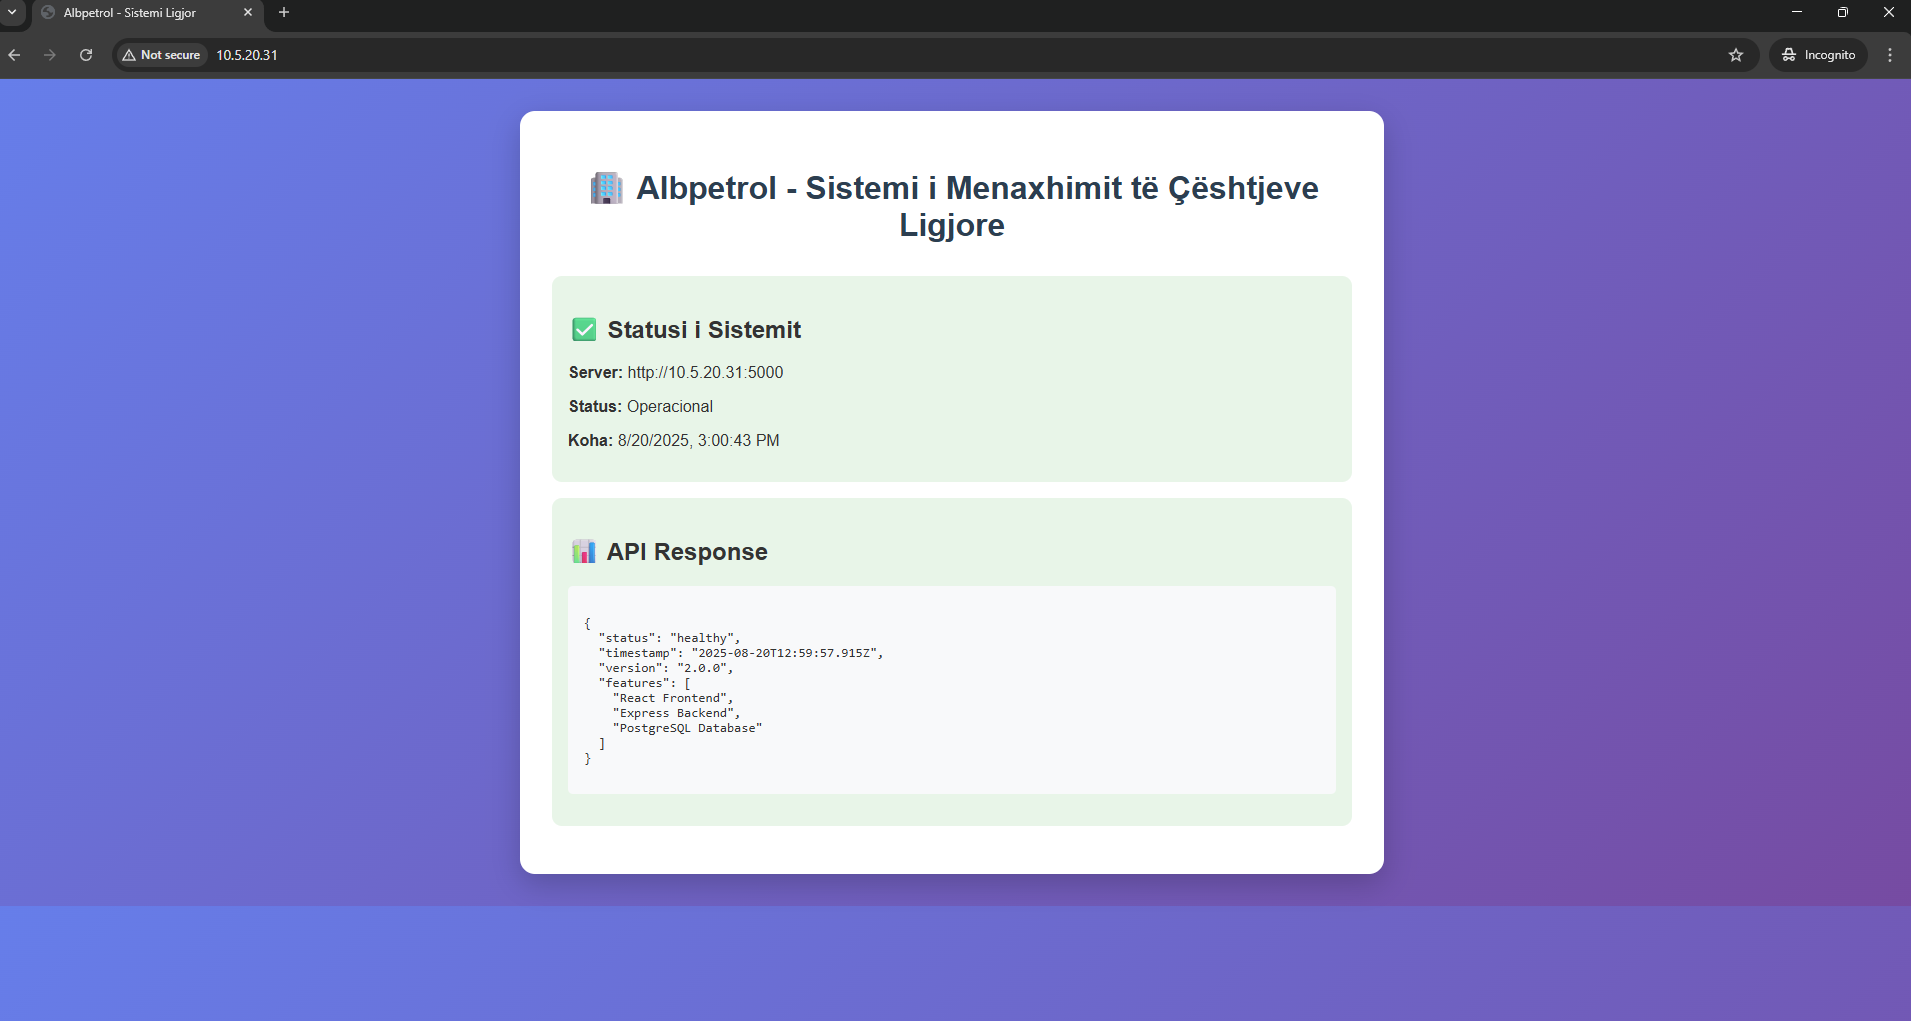 Albpetrol - Sistemi Ligjor
Not secure 10.5.20.31
Incognito
Albpetrol - Sistemi i Menaxhimit të Çështjeve
Ligjore
Statusi i Sistemit
Server: http://10.5.20.31:5000
Status: Operacional
Koha: 8/20/2025, 3:00:43 PM
API Response
{
  "status": "healthy",
  "timestamp": "2025-08-20T12:59:57.915Z",
  "version": "2.0.0",
  "features": [
    "React Frontend",
    "Express Backend",
    "PostgreSQL Database"
  ]
}